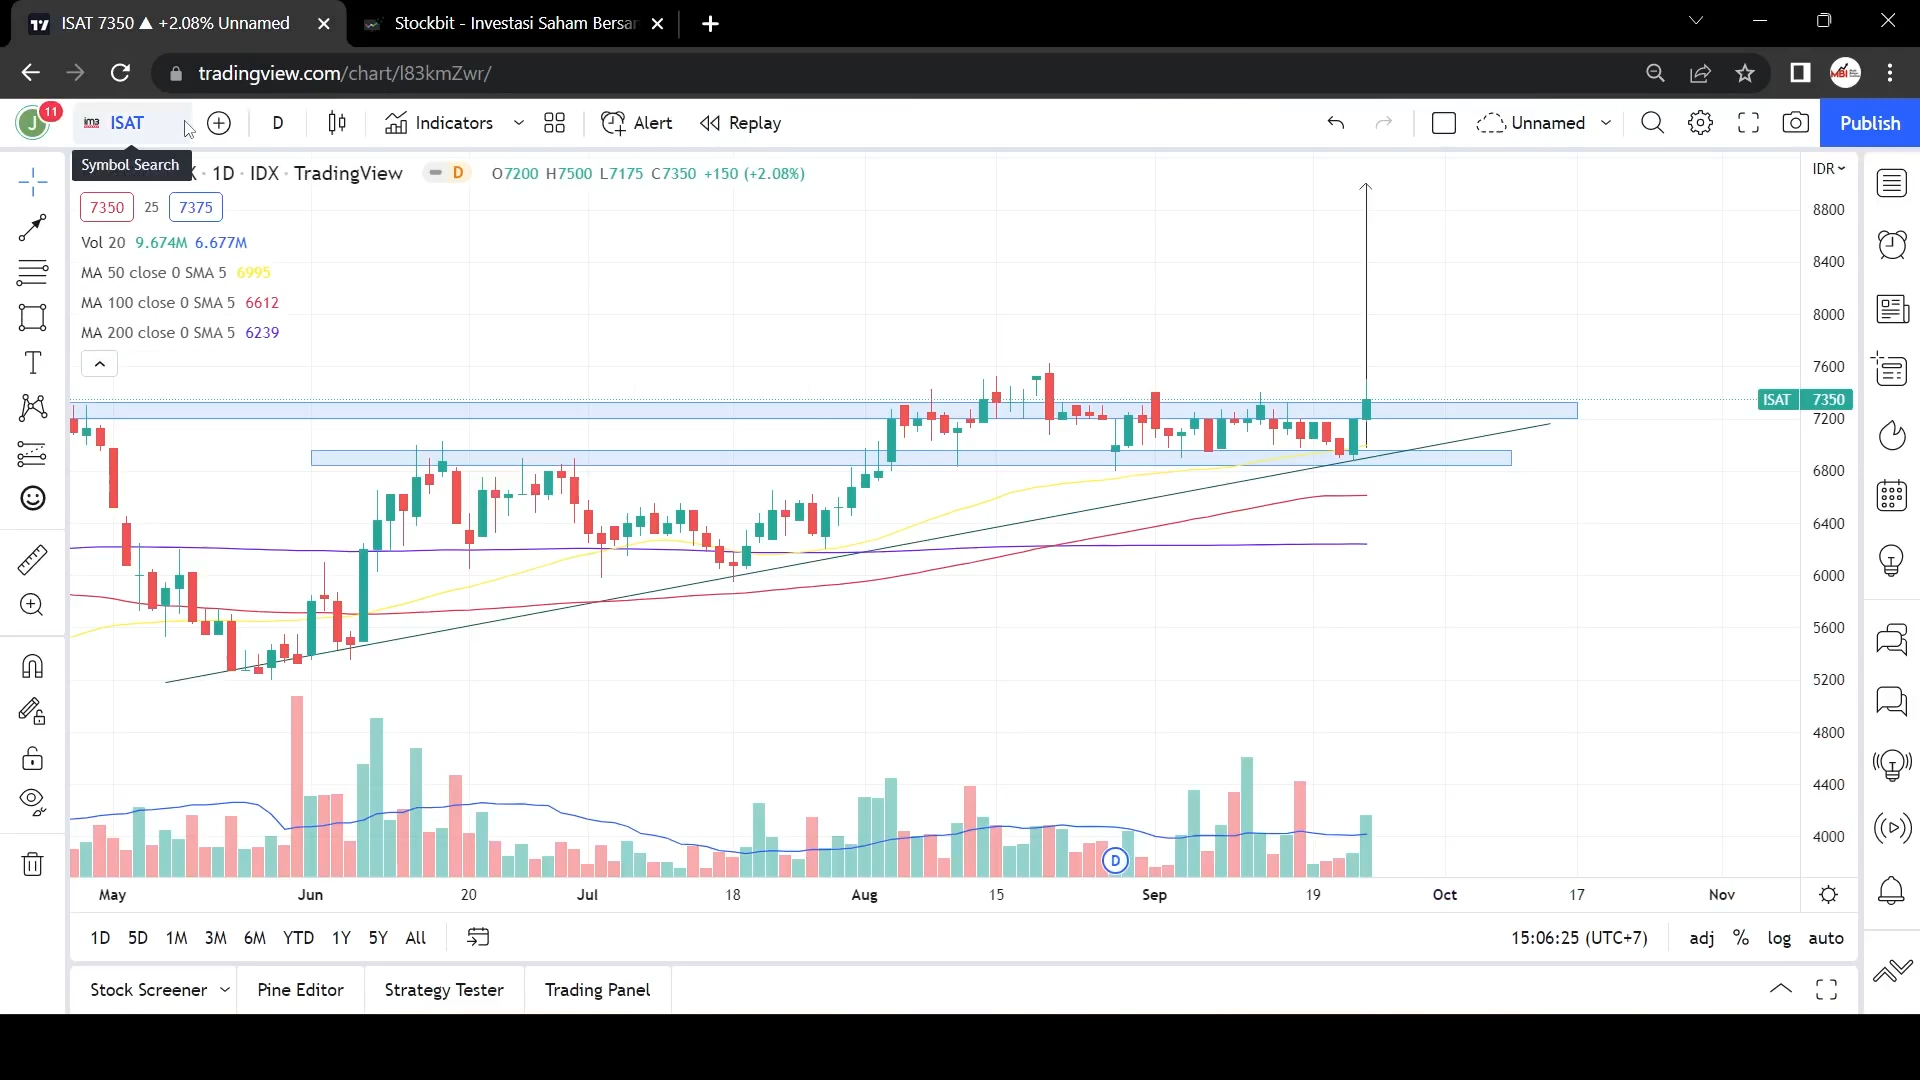 ISAT 7350 ▲ +2.08% Unnamed
Stockbit - Investasi Saham Bersar
tradingview.com/chart/l83kmZwr/
J 11 im3 ISAT D Indicators Alert Replay Unnamed Publish
Symbol Search
X · 1D · IDX · TradingView D O7200 H7500 L7175 C7350 +150 (+2.08%)
IDR
7350 25 7375
Vol 20 9.674M 6.677M
MA 50 close 0 SMA 5 6995
MA 100 close 0 SMA 5 6612
MA 200 close 0 SMA 5 6239
8800
8400
8000
7600
ISAT 7350
7200
6800
6400
6000
5600
5200
4800
4400
4000
D
May Jun 20 Jul 18 Aug 15 Sep 19 Oct 17 Nov
1D 5D 1M 3M 6M YTD 1Y 5Y All 15:06:25 (UTC+7) adj % log auto
Stock Screener Pine Editor Strategy Tester Trading Panel